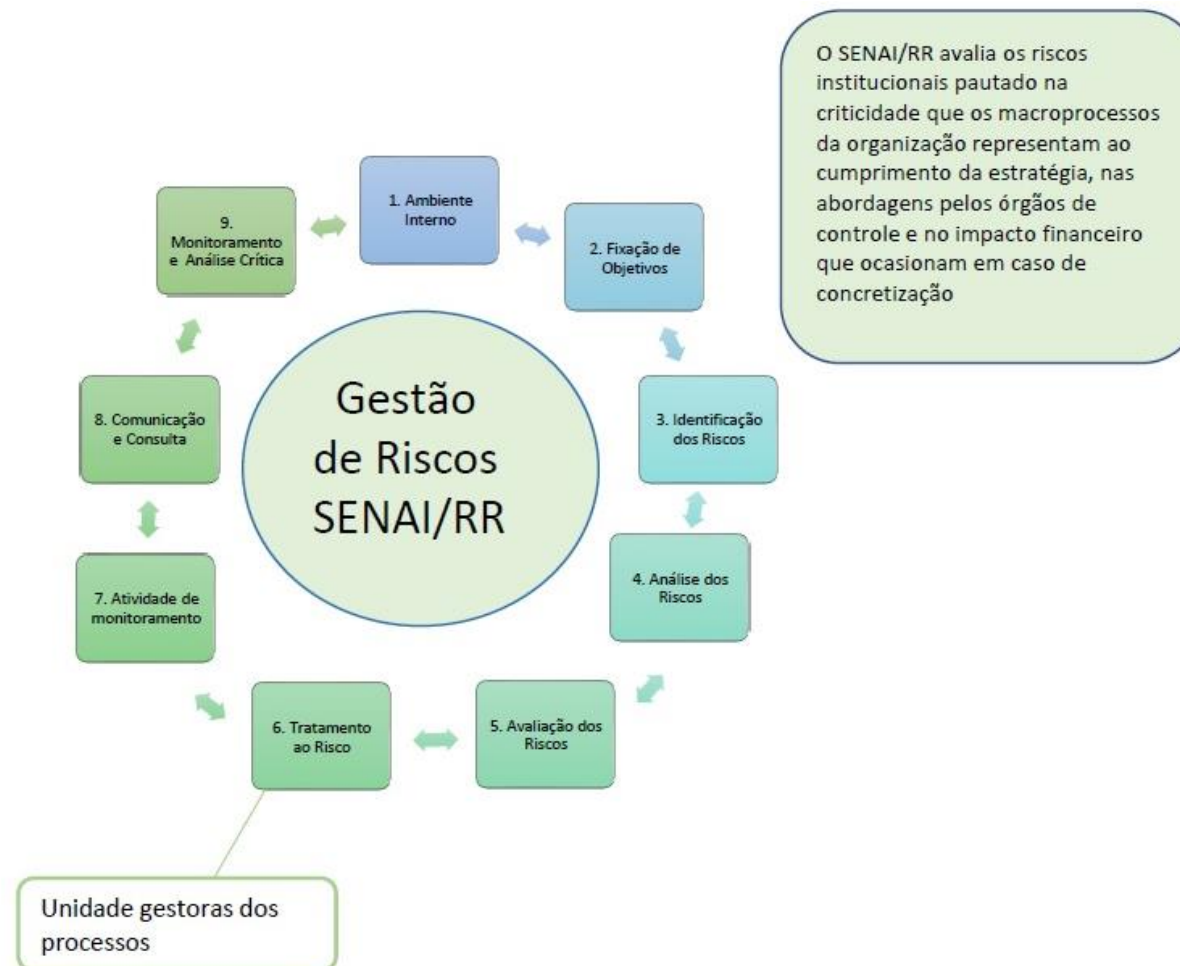 O SENAI/RR avalia os riscos
institucionais pautado na
criticidade que os macroprocessos
da organização representam ao
cumprimento da estratégia, nas
abordagens pelos órgãos de
controle e no impacto financeiro
que ocasionam em caso de
concretização
1. Ambiente
Interno
2. Fixação de
Objetivos
3. Identificação
dos Riscos
4. Análise dos
Riscos
5. Avaliação dos
Riscos
6. Tratamento
ao Risco
7. Atividade de
monitoramento
8. Comunicação
e Consulta
9.
Monitoramento
e Análise Crítica
Gestão
de Riscos
SENAI/RR
Unidade gestoras dos
processos